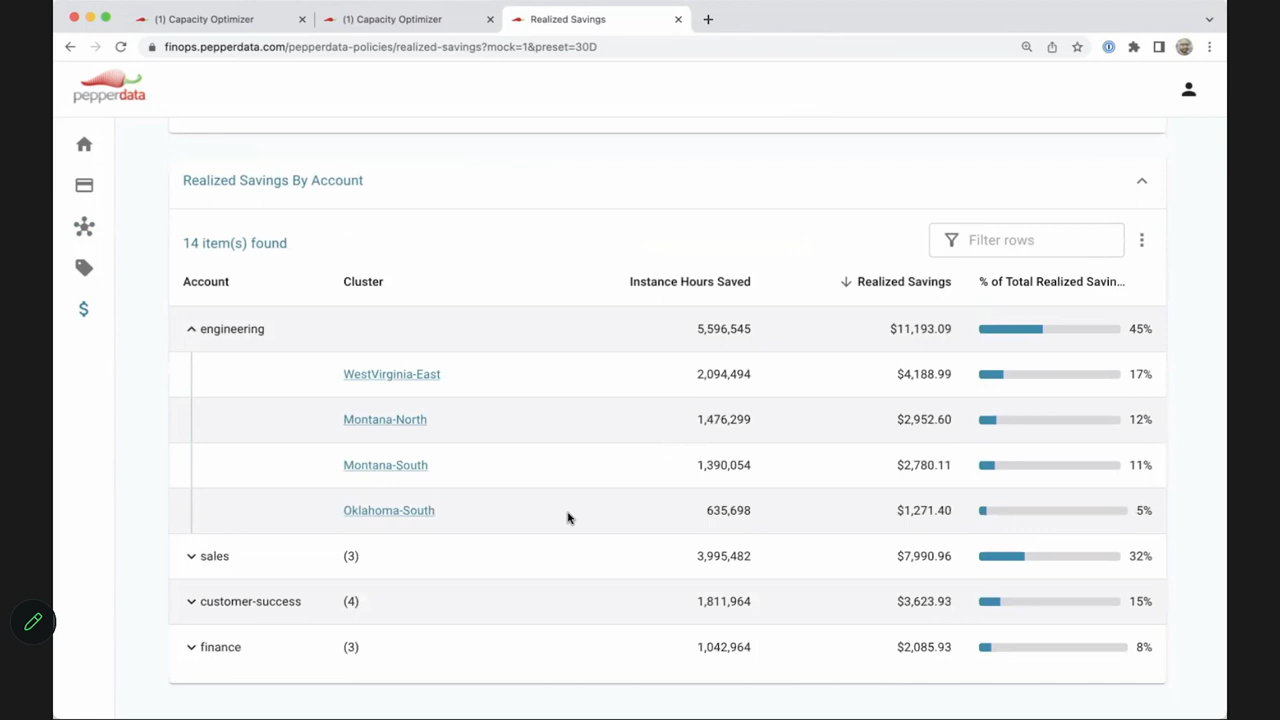 (1) Capacity Optimizer
(1) Capacity Optimizer
Realized Savings
finops.pepperdata.com/pepperdata-policies/realized-savings?mock=1&preset=30D
pepperdata
Realized Savings By Account
14 item(s) found
Filter rows
Account Cluster Instance Hours Saved Realized Savings % of Total Realized Savin...
engineering 5,596,545 $11,193.09 45%
WestVirginia-East 2,094,494 $4,188.99 17%
Montana-North 1,476,299 $2,952.60 12%
Montana-South 1,390,054 $2,780.11 11%
Oklahoma-South 635,698 $1,271.40 5%
sales (3) 3,995,482 $7,990.96 32%
customer-success (4) 1,811,964 $3,623.93 15%
finance (3) 1,042,964 $2,085.93 8%